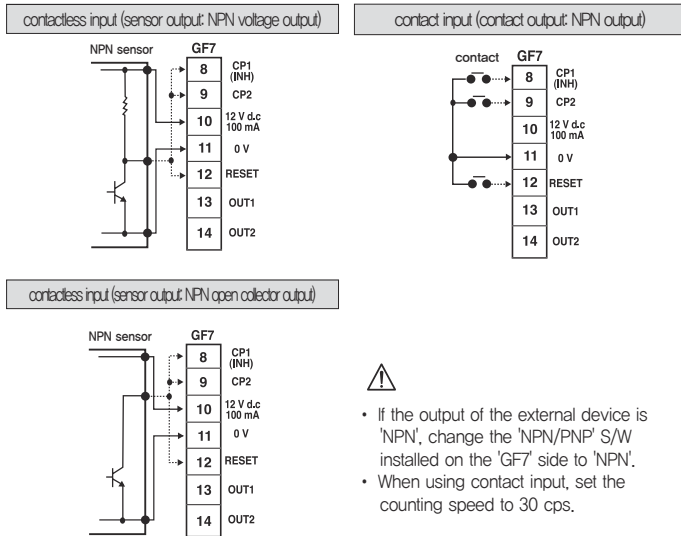 contactless input (sensor output: NPN voltage output)
NPN sensor
GF7
8 CP1 (INH)
9 CP2
10 12 V d.c 100 mA
11 0 V
12 RESET
13 OUT1
14 OUT2
contact input (contact output: NPN output)
contact
GF7
8 CP1 (INH)
9 CP2
10 12 V d.c 100 mA
11 0 V
12 RESET
13 OUT1
14 OUT2
contactless input (sensor output: NPN open collector output)
NPN sensor
GF7
8 CP1 (INH)
9 CP2
10 12 V d.c 100 mA
11 0 V
12 RESET
13 OUT1
14 OUT2
• If the output of the external device is
'NPN', change the 'NPN/PNP' S/W
installed on the 'GF7' side to 'NPN'.
• When using contact input, set the
counting speed to 30 cps.